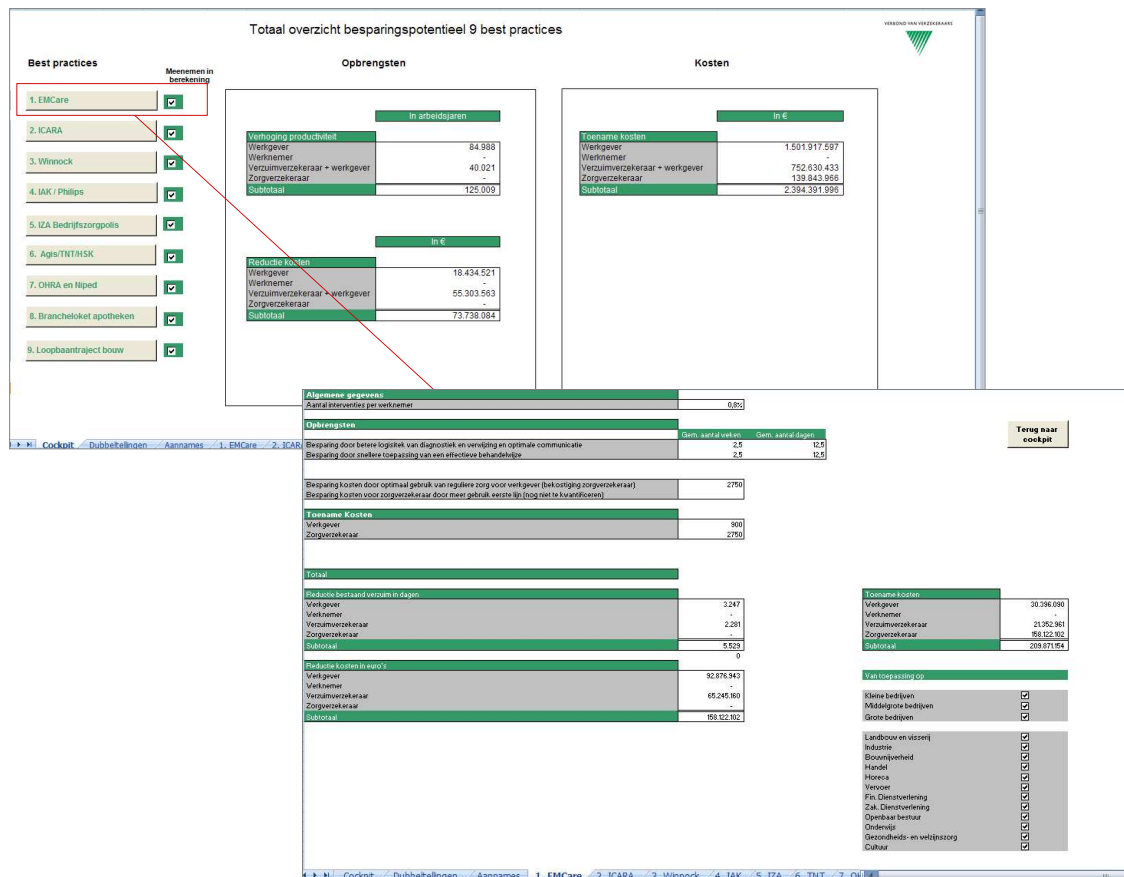 Totaal overzicht besparingspotentieel 9 best practices
VERBOND VAN VERZEKERAARS
Best practices
Meenemen in berekening
Opbrengsten
Kosten
1. EMCare
2. ICARA
3. Winnock
4. IAK / Philips
5. IZA Bedrijfszorgpolis
6. Agis/TNT/HSK
7. OHRA en Niped
8. Brancheloket apotheken
9. Loopbaantraject bouw
In arbeidsjaren
Verhoging productiviteit
Werkgever 84.988
Werknemer -
Verzuimverzekeraar + werkgever 40.021
Zorgverzekeraar -
Subtotaal 125.009
In €
Reductie kosten
Werkgever 18.434.521
Werknemer -
Verzuimverzekeraar + werkgever 55.303.563
Zorgverzekeraar -
Subtotaal 73.738.084
In €
Toename kosten
Werkgever 1.501.917.597
Werknemer -
Verzuimverzekeraar + werkgever 752.630.433
Zorgverzekeraar 139.843.966
Subtotaal 2.394.391.996
Cockpit Dubbeltellingen Aannames 1. EMCare 2. ICARA
Algemene gegevens
Aantal interventies per werknemer 0,8%
Opbrengsten
Gem. aantal weken Gem. aantal dagen
Besparing door betere logisitek van diagnostiek en verwijzing en optimale communicatie 2,5 12,5
Besparing door snellere toepassing van een effectieve behandelwijze 2,5 12,5
Besparing kosten door optimaal gebruik van reguliere zorg voor werkgever (bekostiging zorgverzekeraar) 2750
Besparing kosten voor zorgverzekeraar door meer gebruik eerste lijn (nog niet te kwantificeren)
Toename Kosten
Werkgever 900
Zorgverzekeraar 2750
Terug naar cockpit
Totaal
Reductie bestaand verzuim in dagen
Werkgever 3.247
Werknemer -
Verzuimverzekeraar 2.281
Zorgverzekeraar -
Subtotaal 5.529
0
Reductie kosten in euro's
Werkgever 92.876.943
Werknemer -
Verzuimverzekeraar 65.245.160
Zorgverzekeraar -
Subtotaal 158.122.102
Toename kosten
Werkgever 30.396.090
Werknemer -
Verzuimverzekeraar 21.352.961
Zorgverzekeraar 158.122.102
Subtotaal 209.871.154
Van toepassing op
Kleine bedrijven
Middelgrote bedrijven
Grote bedrijven
Landbouw en visserij
Industrie
Bouwnijverheid
Handel
Horeca
Vervoer
Fin. Dienstverlening
Zak. Dienstverlening
Openbaar bestuur
Onderwijs
Gezondheids- en welzijnszorg
Cultuur
Cockpit Dubbeltellingen Aannames 1. EMCare 2. ICARA 3. Winnock 4. IAK 5. IZA 6. TNT 7. OH